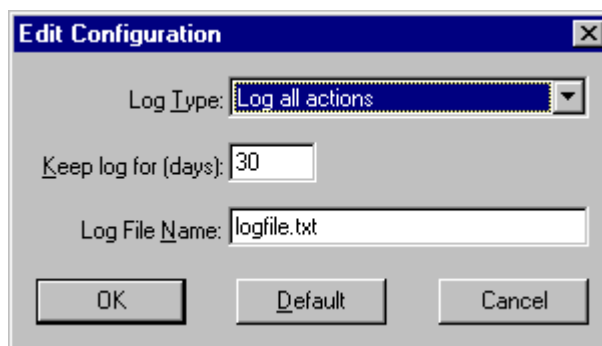 Edit Configuration
Log Type: Log all actions
Keep log for (days): 30
Log File Name: logfile.txt
OK Default Cancel